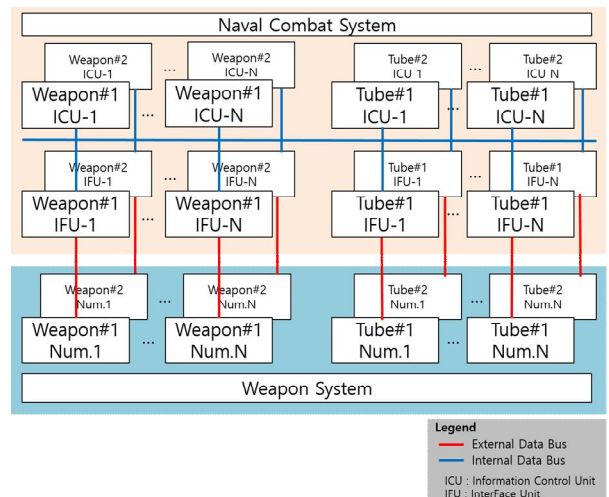 Naval Combat System
Weapon#2
ICU-1
...
Weapon#2
ICU-N
Tube#2
ICU-1
...
Tube#2
ICU-N
Weapon#1
ICU-1
...
Weapon#1
ICU-N
...
Tube#1
ICU-1
...
Tube#1
ICU-N
Weapon#2
IFU-1
...
Weapon#2
IFU-N
Tube#1
IFU-1
...
Tube#1
IFU-N
Weapon#1
IFU-1
...
Weapon#1
IFU-N
...
Tube#1
IFU-1
...
Tube#1
IFU-N
Weapon#2
Num.1
...
Weapon#2
Num.N
Tube#2
Num.1
...
Tube#2
Num.N
Weapon#1
Num.1
...
Weapon#1
Num.N
...
Tube#1
Num.1
...
Tube#1
Num.N
Weapon System
Legend
External Data Bus
Internal Data Bus
ICU : Information Control Unit
IFU : InterFace Unit